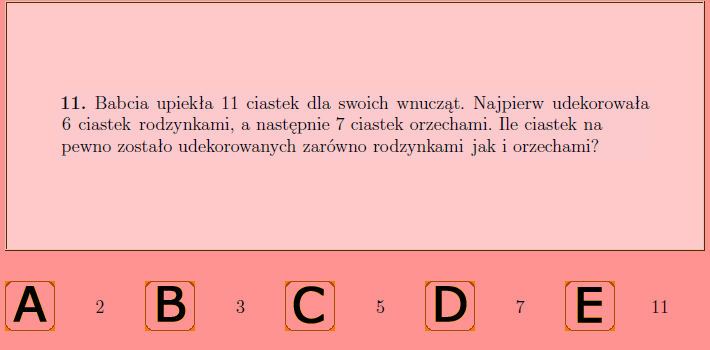 11. Babcia upiekła 11 ciastek dla swoich wnucząt. Najpierw udekorowała
6 ciastek rodzynkami, a następnie 7 ciastek orzechami. Ile ciastek na
pewno zostało udekorowanych zarówno rodzynkami jak i orzechami?
A 2 B 3 C 5 D 7 E 11